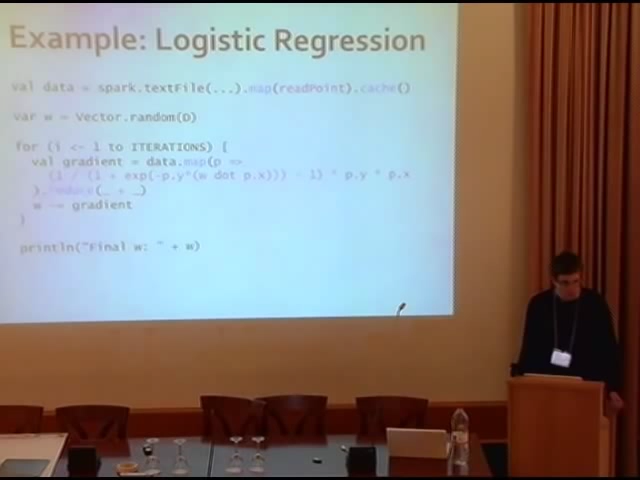 Example: Logistic Regression
val data = spark.textFile(...).map(readPoint).cache()
var w = Vector.random(D)
for (i <- 1 to ITERATIONS) {
val gradient = data.map(p =>
(1 / (1 + exp(-p.y*(w dot p.x))) - 1) * p.y * p.x
).reduce(_ + _)
w -= gradient
}
println("Final w: " + w)